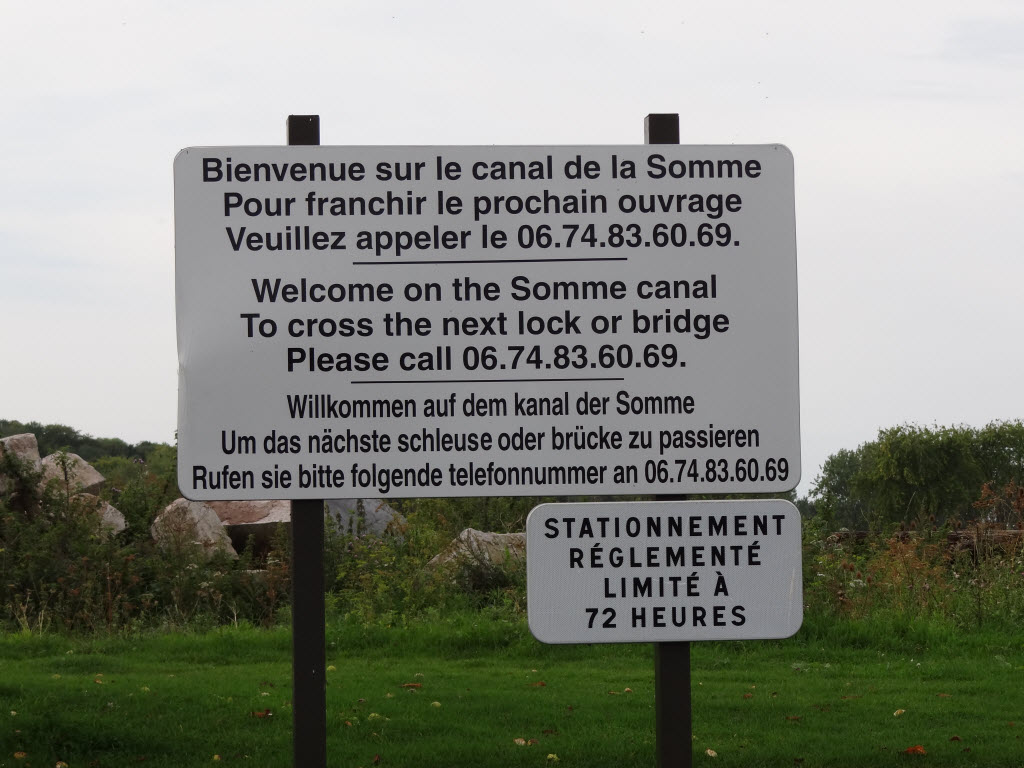 Bienvenue sur le canal de la Somme
Pour franchir le prochain ouvrage
Veuillez appeler le 06.74.83.60.69.
Welcome on the Somme canal
To cross the next lock or bridge
Please call 06.74.83.60.69.
Willkommen auf dem kanal der Somme
Um das nächste schleuse oder brücke zu passieren
Rufen sie bitte folgende telefonnummer an 06.74.83.60.69
STATIONNEMENT
RÉGLEMENTÉ
LIMITÉ À
72 HEURES